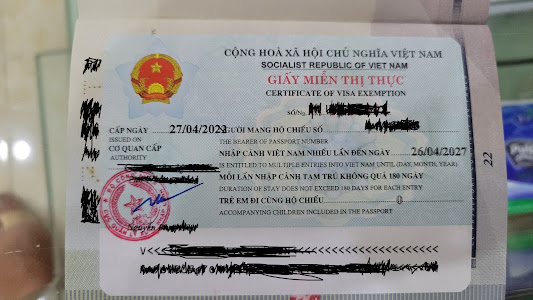 CỘNG HOÀ XÃ HỘI CHỦ NGHĨA VIỆT NAM
SOCIALIST REPUBLIC OF VIET NAM
GIẤY MIỄN THỊ THỰC
CERTIFICATE OF VISA EXEMPTION
SỐ/No.
CẤP NGÀY 27/04/2022 NGƯỜI MANG HỘ CHIẾU SỐ
ISSUED ON THE BEARER OF PASSPORT NUMBER
CƠ QUAN CẤP NHẬP CẢNH VIỆT NAM NHIỀU LẦN ĐẾN NGÀY 26/04/2027
AUTHORITY IS ENTITLED TO MULTIPLE ENTRIES INTO VIET NAM UNTIL (DAY, MONTH, YEAR)
MỖI LẦN NHẬP CẢNH TẠM TRÚ KHÔNG QUÁ 180 NGÀY
DURATION OF STAY DOES NOT EXCEED 180 DAYS FOR EACH ENTRY
TRẺ EM ĐI CÙNG HỘ CHIẾU 0
ACCOMPANYING CHILDREN INCLUDED IN THE PASSPORT
Nguyễn
V<
22